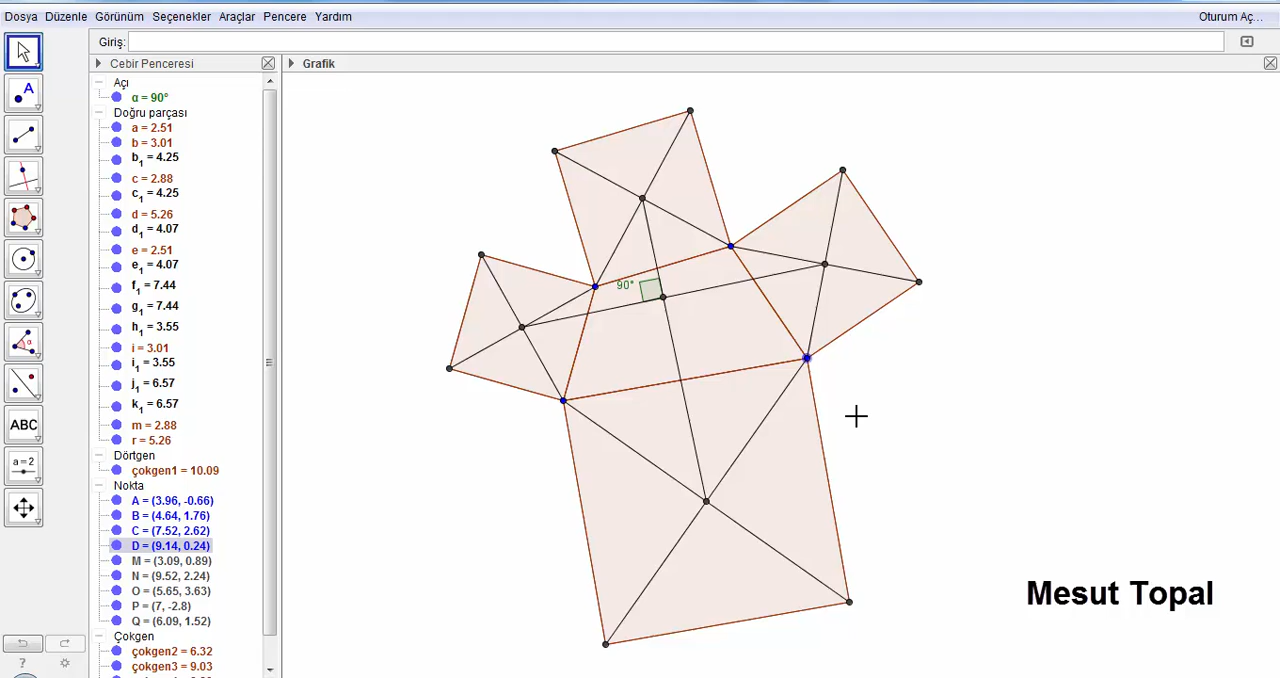 Dosya Düzenle Görünüm Seçenekler Araçlar Pencere Yardım Oturum Aç...
Giriş:
Cebir Penceresi Grafik
Açı
α = 90°
Doğru parçası
a = 2.51
b = 3.01
b₁ = 4.25
c = 2.88
c₁ = 4.25
d = 5.26
d₁ = 4.07
e = 2.51
e₁ = 4.07
f₁ = 7.44
g₁ = 7.44
h₁ = 3.55
i = 3.01
i₁ = 3.55
j₁ = 6.57
k₁ = 6.57
m = 2.88
r = 5.26
Dörtgen
çokgen1 = 10.09
Nokta
A = (3.96, -0.66)
B = (4.64, 1.76)
C = (7.52, 2.62)
D = (9.14, 0.24)
M = (3.09, 0.89)
N = (9.52, 2.24)
O = (5.65, 3.63)
P = (7, -2.8)
Q = (6.09, 1.52)
Çokgen
çokgen2 = 6.32
çokgen3 = 9.03
A
α
ABC
a = 2
?
90°
Mesut Topal